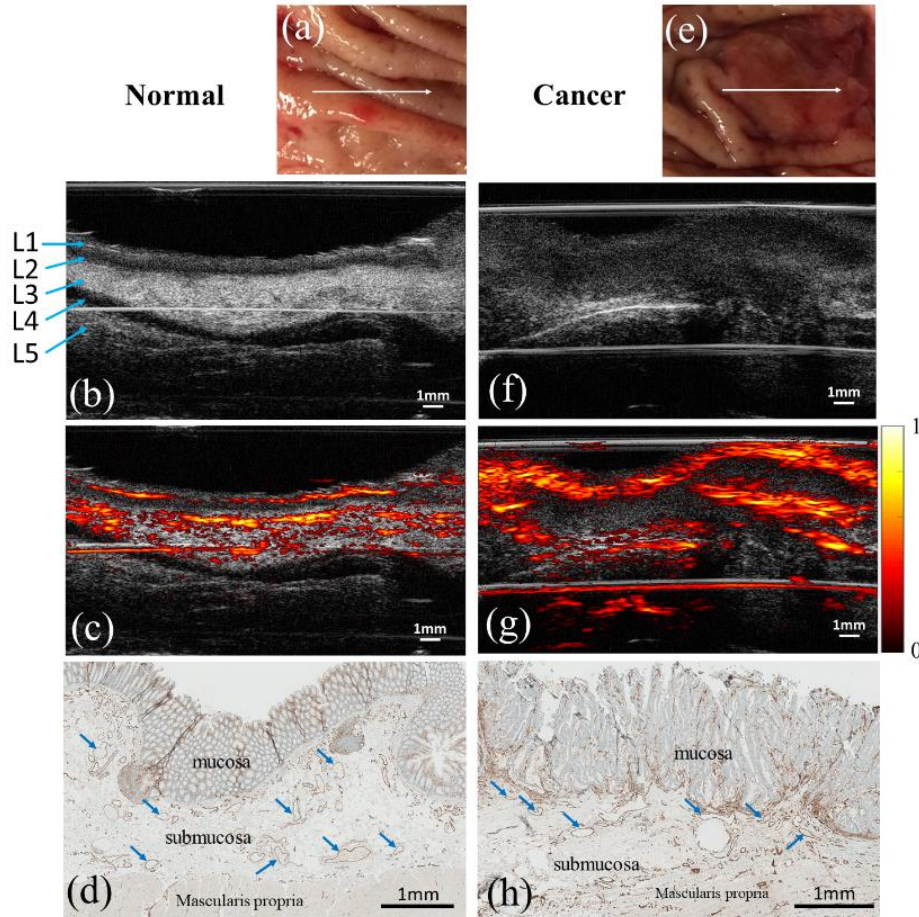 (a)
(e)
Normal
Cancer
L1
L2
L3
L4
L5
(b)
1mm
(f)
1mm
1
(c)
1mm
(g)
1mm
0
mucosa
submucosa
(d)
Mascularis propria
1mm
mucosa
submucosa
(h)
Mascularis propria
1mm